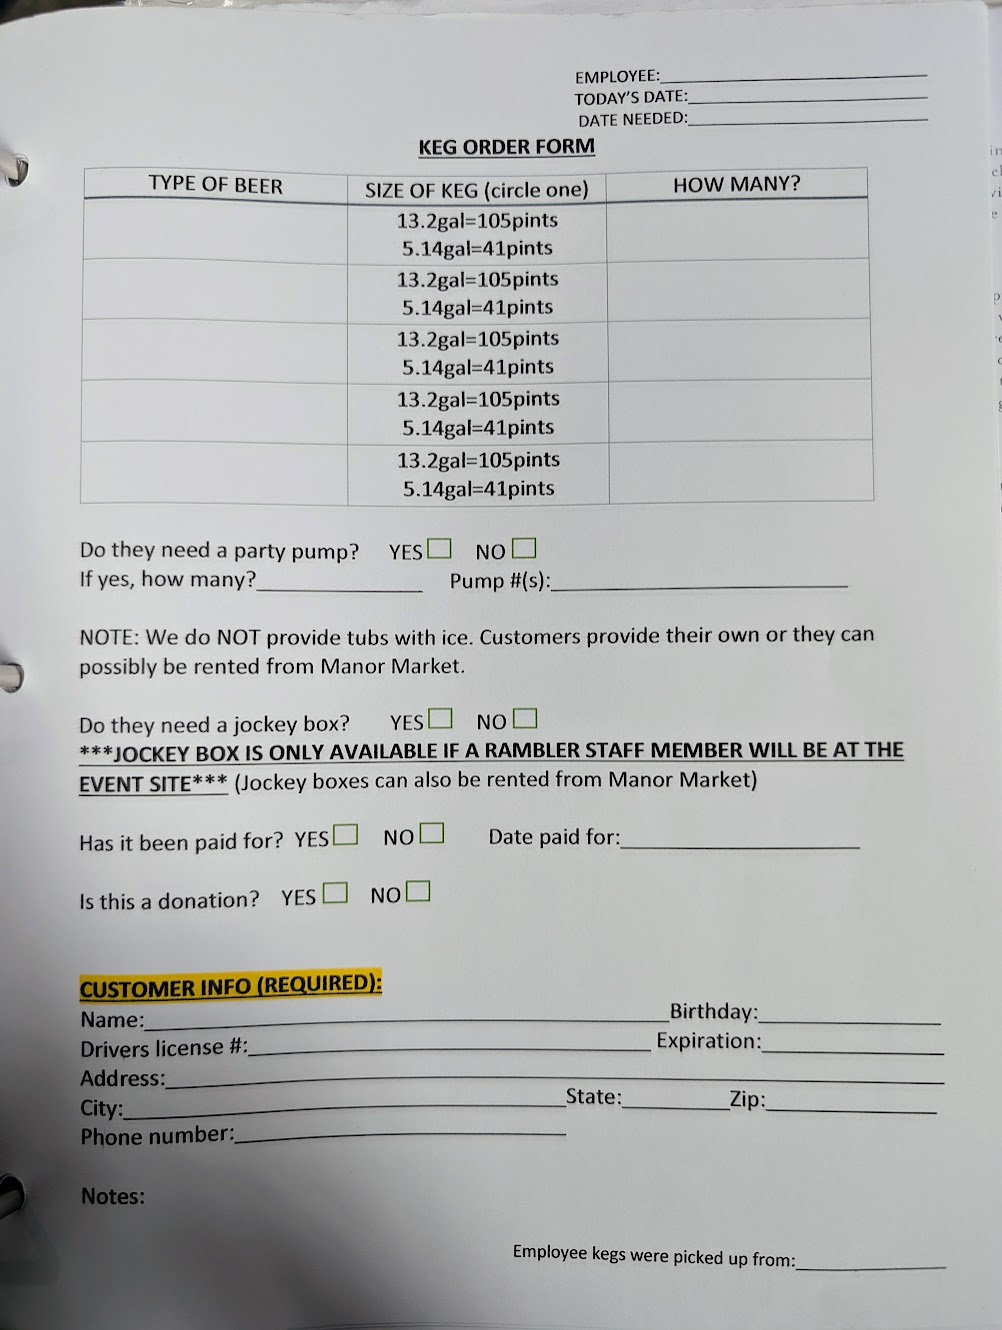 EMPLOYEE:
TODAY'S DATE:
DATE NEEDED:
KEG ORDER FORM
TYPE OF BEER SIZE OF KEG (circle one) HOW MANY?
13.2gal=105pints
5.14gal=41pints
13.2gal=105pints
5.14gal=41pints
13.2gal=105pints
5.14gal=41pints
13.2gal=105pints
5.14gal=41pints
13.2gal=105pints
5.14gal=41pints
Do they need a party pump? YES NO
If yes, how many? Pump #(s):
NOTE: We do NOT provide tubs with ice. Customers provide their own or they can
possibly be rented from Manor Market.
Do they need a jockey box? YES NO
***JOCKEY BOX IS ONLY AVAILABLE IF A RAMBLER STAFF MEMBER WILL BE AT THE
EVENT SITE*** (Jockey boxes can also be rented from Manor Market)
Has it been paid for? YES NO Date paid for:
Is this a donation? YES NO
CUSTOMER INFO (REQUIRED):
Name: Birthday:
Drivers license #: Expiration:
Address:
City: State: Zip:
Phone number:
Notes:
Employee kegs were picked up from: